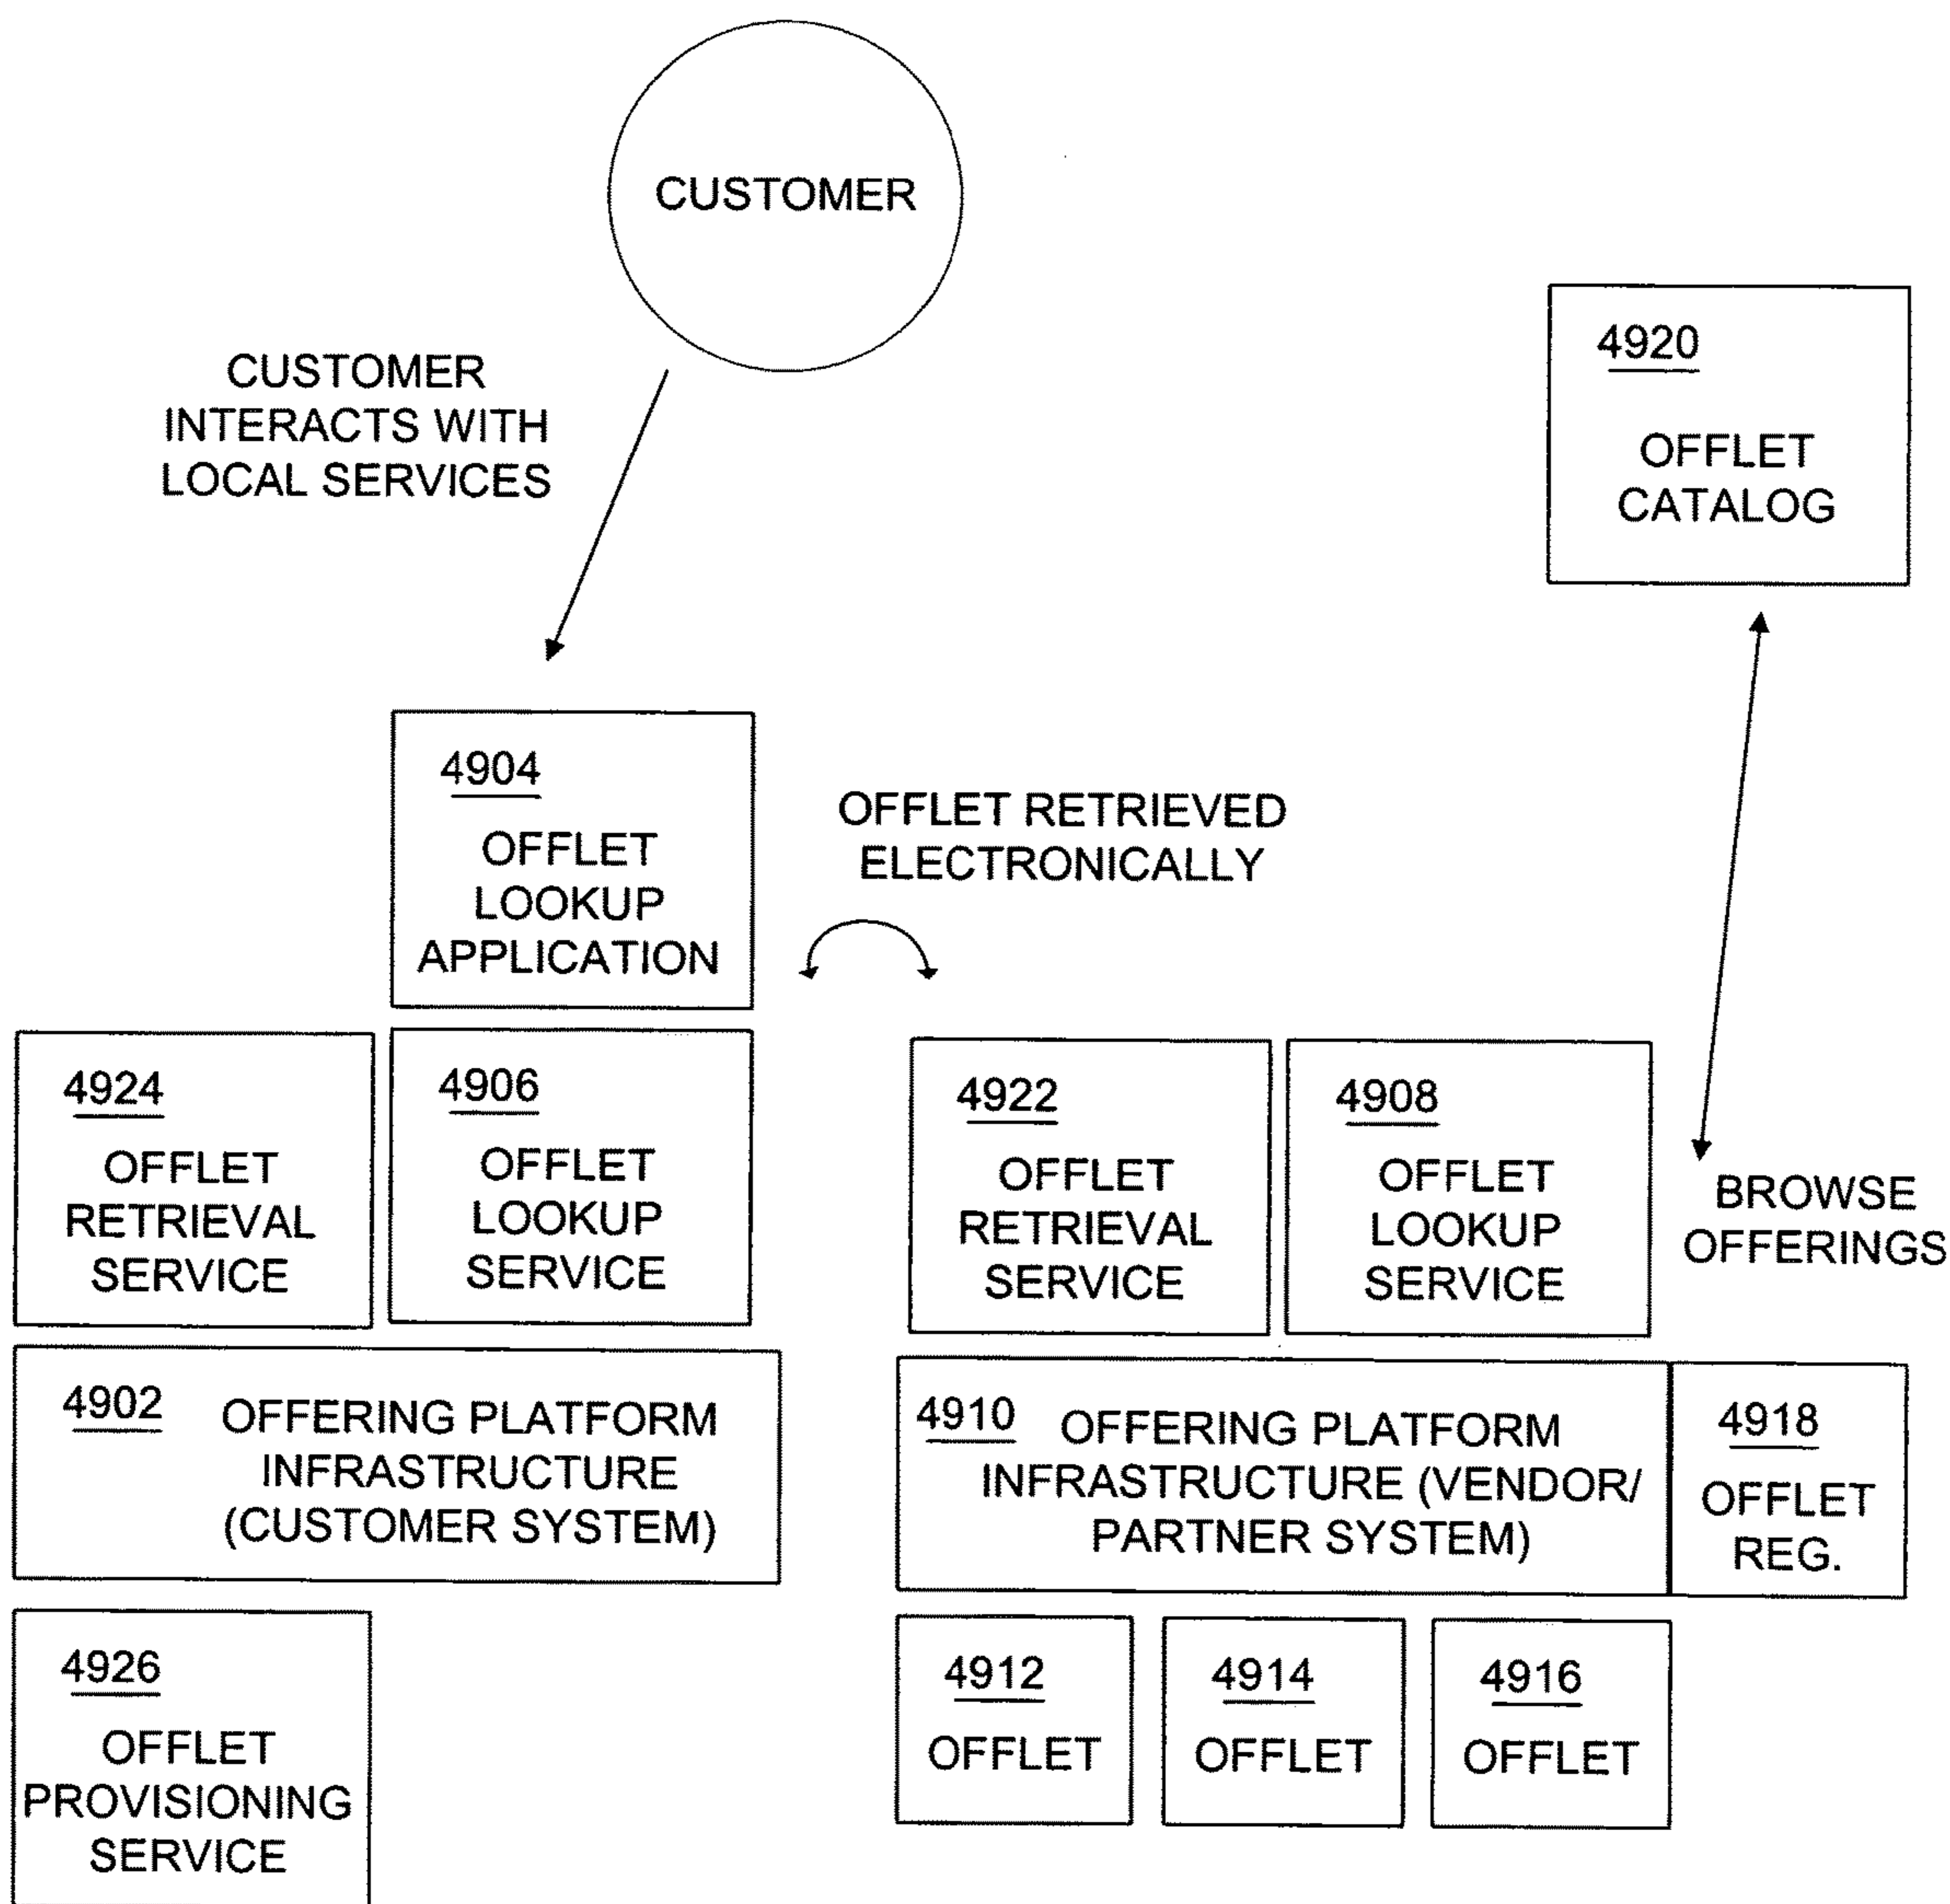 CUSTOMER
CUSTOMER
INTERACTS WITH
LOCAL SERVICES
4920
OFFLET
CATALOG
4904
OFFLET
LOOKUP
APPLICATION
OFFLET RETRIEVED
ELECTRONICALLY
4924
OFFLET
RETRIEVAL
SERVICE
4906
OFFLET
LOOKUP
SERVICE
4922
OFFLET
RETRIEVAL
SERVICE
4908
OFFLET
LOOKUP
SERVICE
BROWSE
OFFERINGS
4902
OFFERING PLATFORM
INFRASTRUCTURE
(CUSTOMER SYSTEM)
4910
OFFERING PLATFORM
INFRASTRUCTURE (VENDOR/
PARTNER SYSTEM)
4918
OFFLET
REG.
4926
OFFLET
PROVISIONING
SERVICE
4912
OFFLET
4914
OFFLET
4916
OFFLET